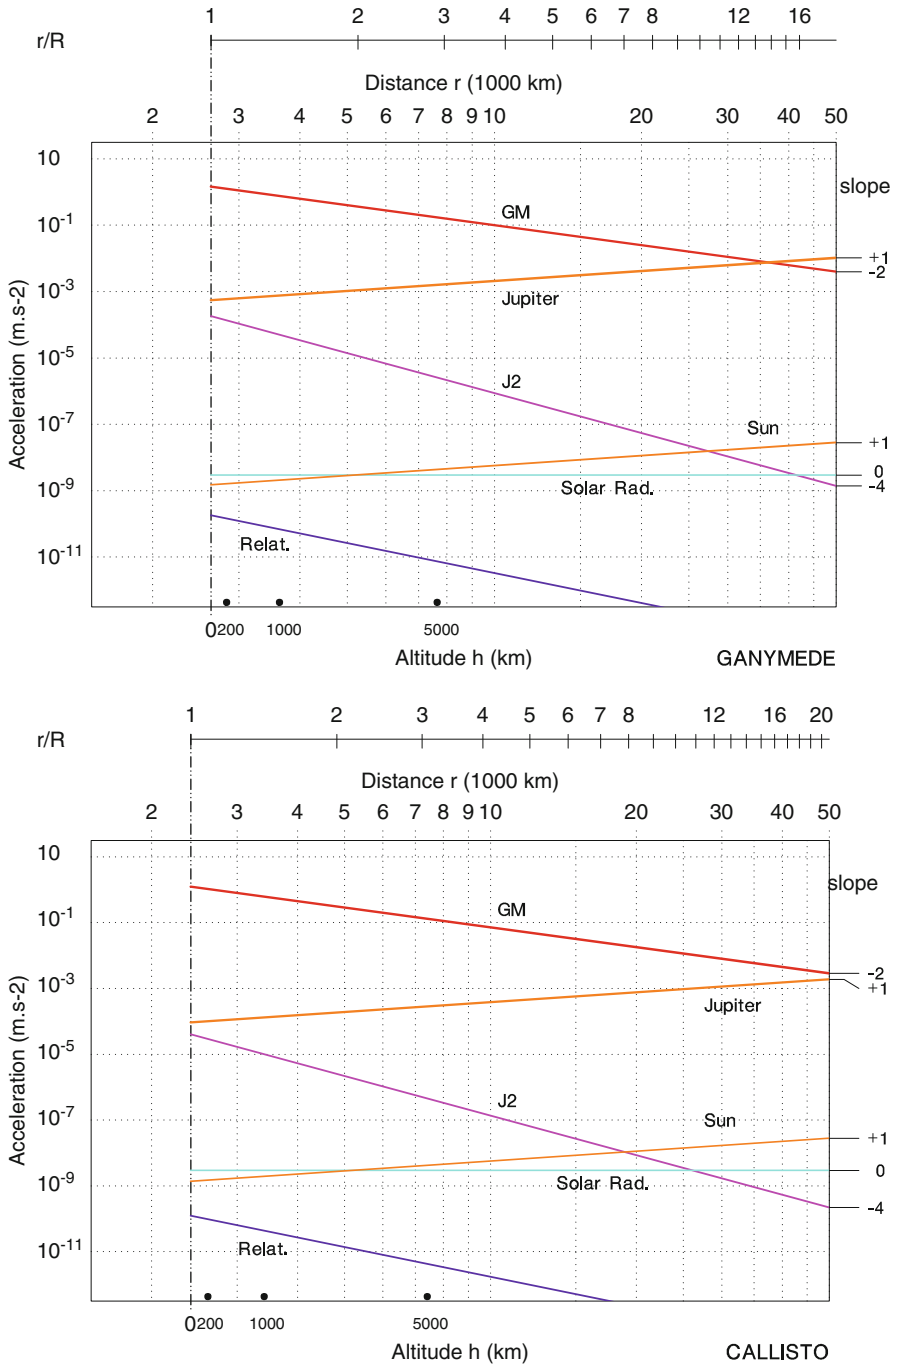 1 2 3 4 5 6 7 8 12 16
r/R
Distance r (1000 km)
2 3 4 5 6 7 8 9 10 20 30 40 50
10
slope
GM
10-1
+1
-2
10-3
Jupiter
10-5
J2
10-7
Sun
+1
0
10-9
Solar Rad.
-4
Relat.
10-11
Acceleration (m.s-2)
0 200 1000 5000
Altitude h (km)
GANYMEDE
1 2 3 4 5 6 7 8 12 16 20
r/R
Distance r (1000 km)
2 3 4 5 6 7 8 9 10 20 30 40 50
10
slope
GM
10-1
-2
10-3
+1
Jupiter
10-5
J2
10-7
Sun
+1
0
10-9
Solar Rad.
-4
Relat.
10-11
Acceleration (m.s-2)
0 200 1000 5000
Altitude h (km)
CALLISTO